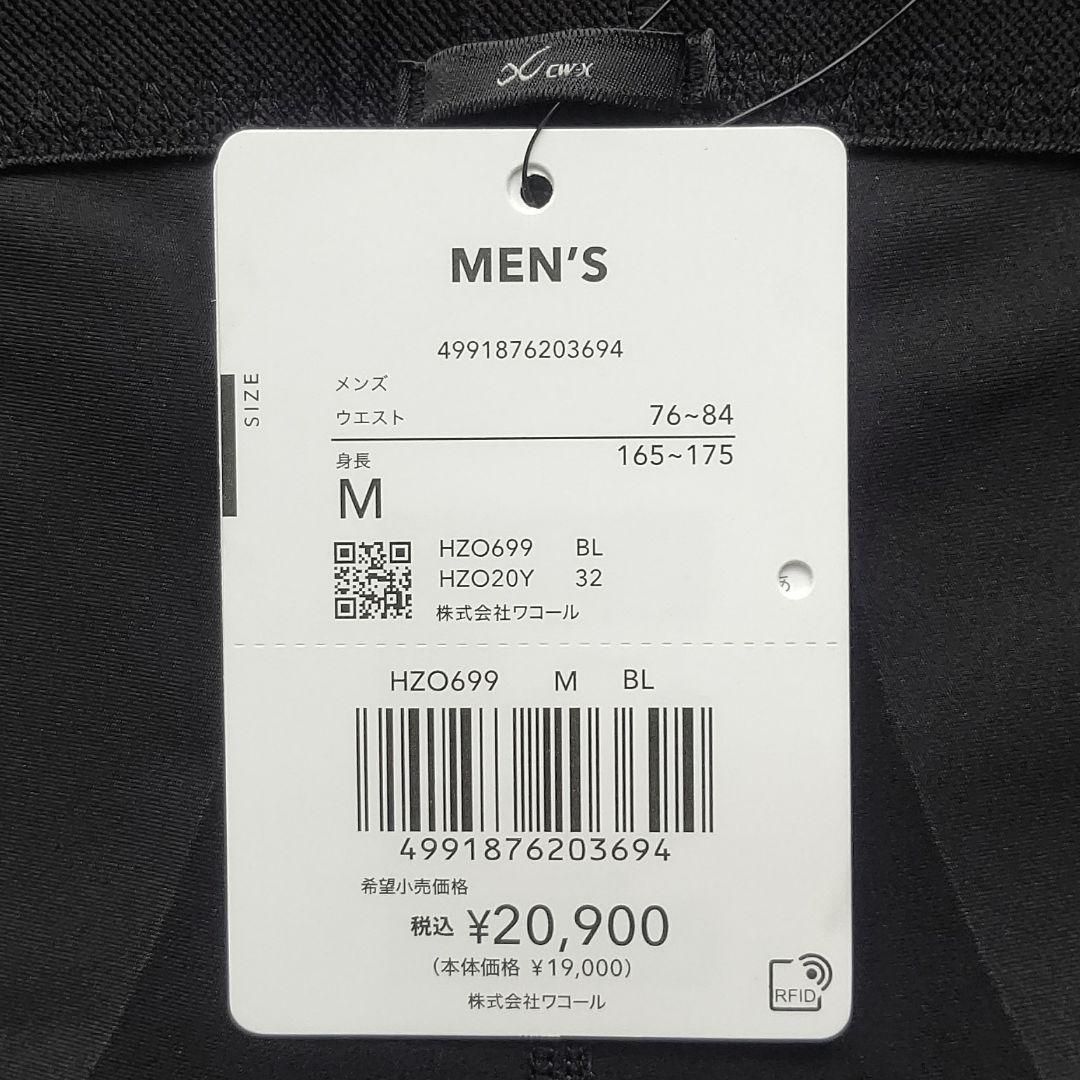 CW-X
MEN'S
4991876203694
SIZE
メンズ
ウエスト 76~84
身長 165~175
M
HZO699 BL
HZO20Y 32
株式会社ワコール
HZO699 M BL
4991876203694
希望小売価格
税込 ¥20,900
(本体価格 ¥19,000)
株式会社ワコール
RFID